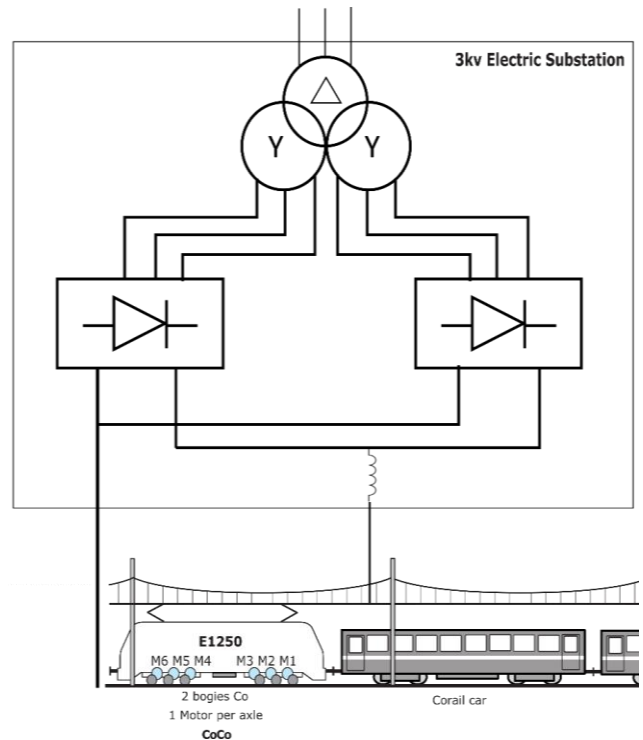 3kv Electric Substation
Y Y
E1250
M6 M5 M4 M3 M2 M1
2 bogies Co
1 Motor per axle
CoCo
Corail car